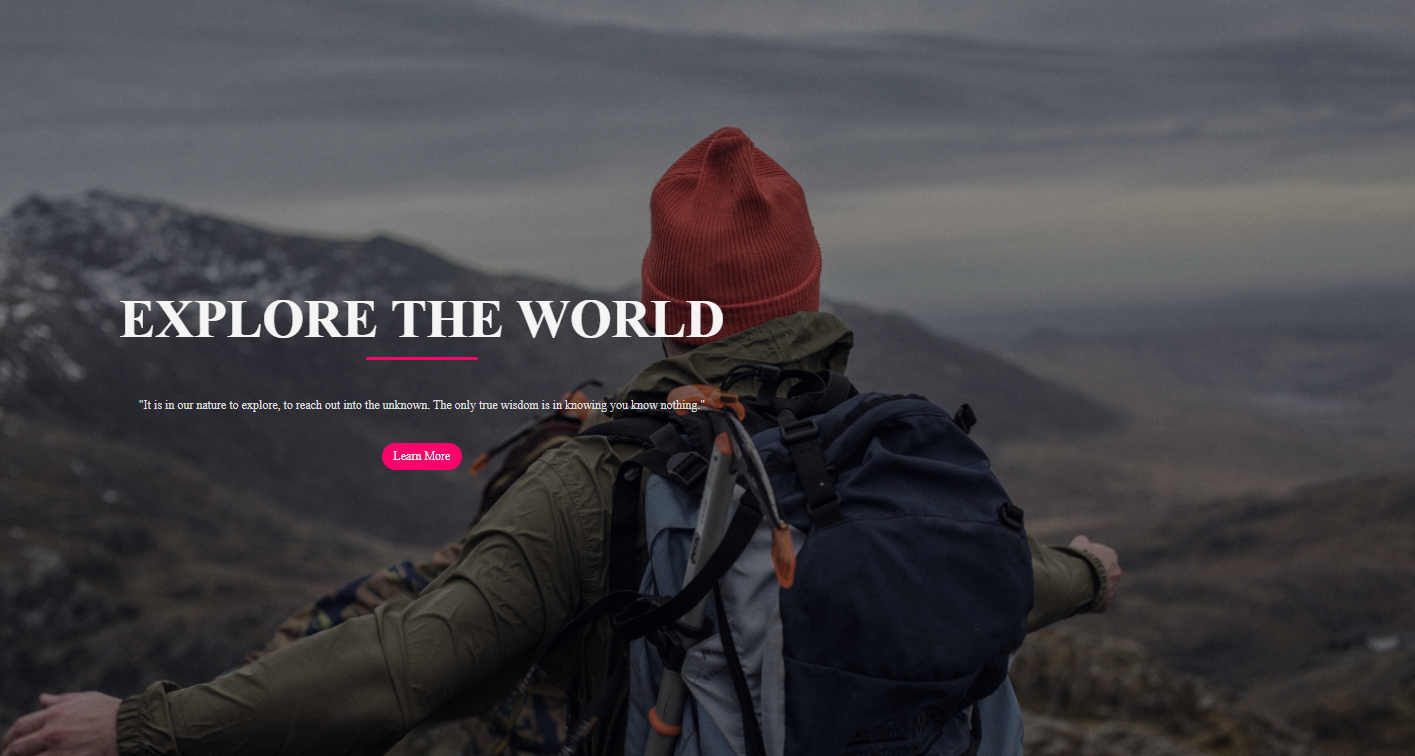 EXPLORE THE WORLD
"It is in our nature to explore, to reach out into the unknown. The only true wisdom is in knowing you know nothing."
Learn More